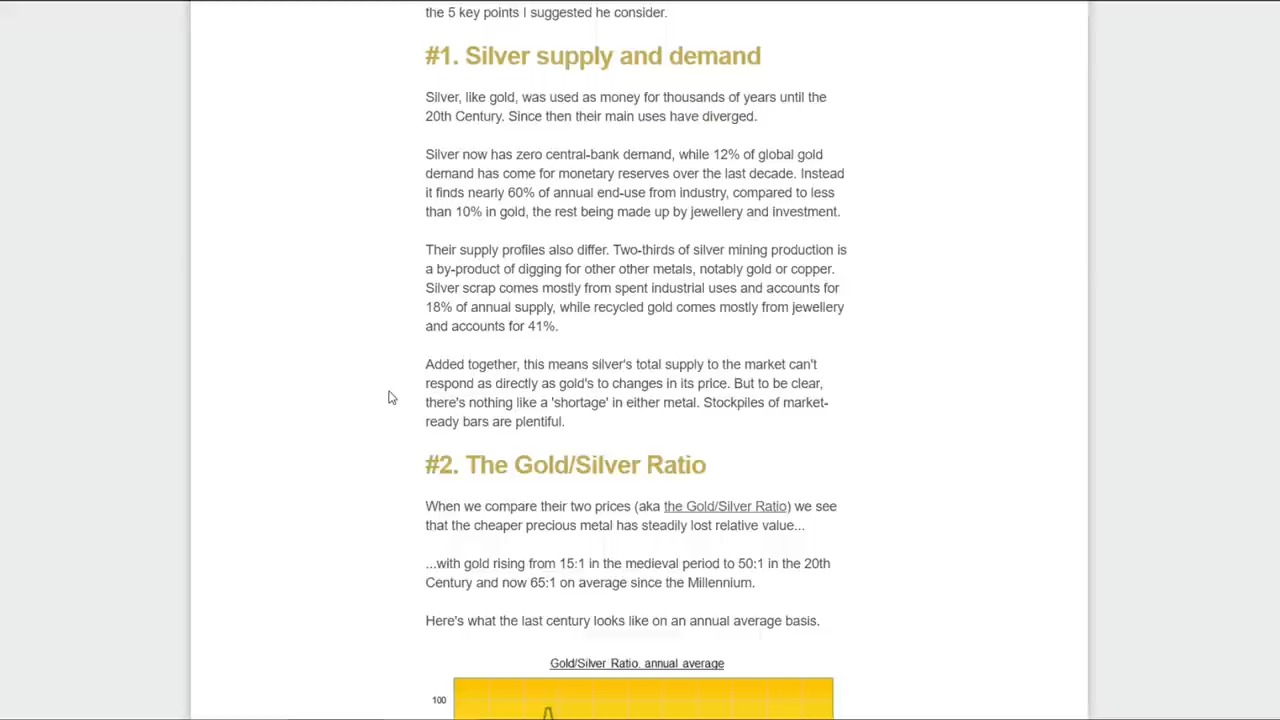 the 5 key points I suggested he consider.
#1. Silver supply and demand
Silver, like gold, was used as money for thousands of years until the
20th Century. Since then their main uses have diverged.
Silver now has zero central-bank demand, while 12% of global gold
demand has come for monetary reserves over the last decade. Instead
it finds nearly 60% of annual end-use from industry, compared to less
than 10% in gold, the rest being made up by jewellery and investment.
Their supply profiles also differ. Two-thirds of silver mining production is
a by-product of digging for other other metals, notably gold or copper.
Silver scrap comes mostly from spent industrial uses and accounts for
18% of annual supply, while recycled gold comes mostly from jewellery
and accounts for 41%.
Added together, this means silver's total supply to the market can't
respond as directly as gold's to changes in its price. But to be clear,
there's nothing like a 'shortage' in either metal. Stockpiles of market-
ready bars are plentiful.
#2. The Gold/Silver Ratio
When we compare their two prices (aka the Gold/Silver Ratio) we see
that the cheaper precious metal has steadily lost relative value...
...with gold rising from 15:1 in the medieval period to 50:1 in the 20th
Century and now 65:1 on average since the Millennium.
Here's what the last century looks like on an annual average basis.
Gold/Silver Ratio. annual average
100